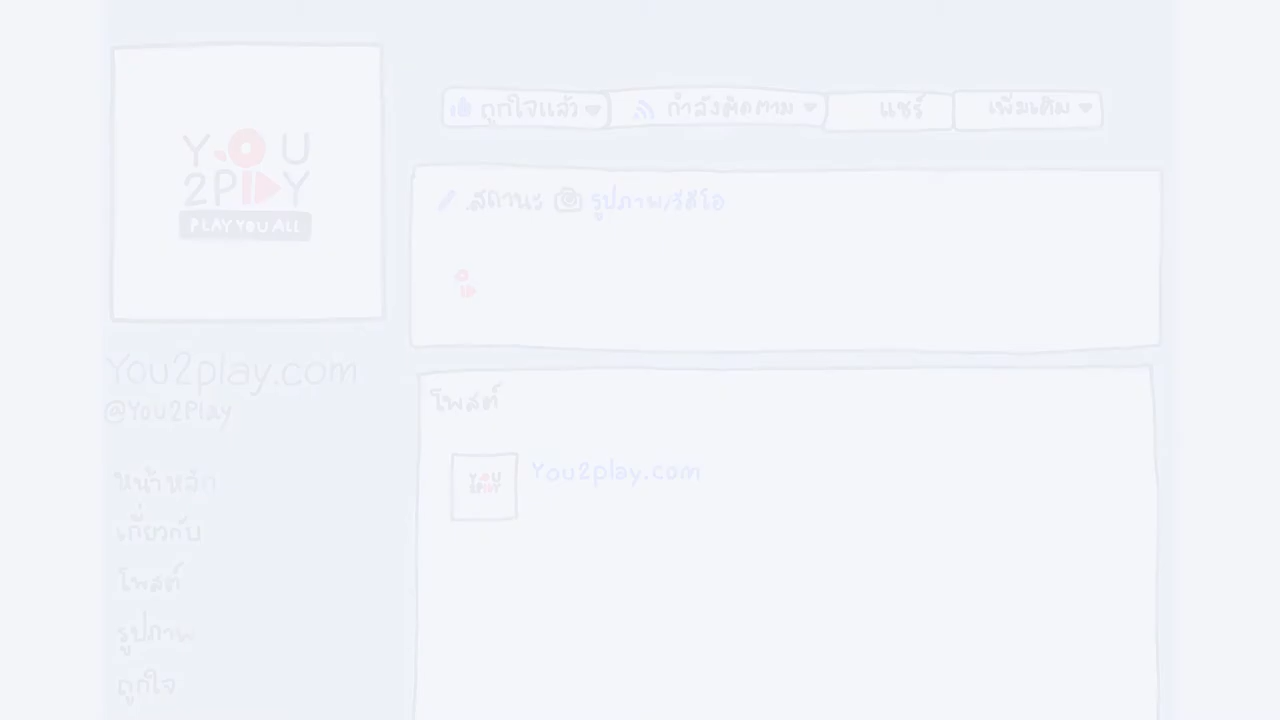 YOU
2PLAY
PLAY YOU ALL
ถูกใจแล้ว กำลังติดตาม แชร์ เพิ่มเติม
สถานะ รูปภาพ/วีดีโอ
You2play.com
@You2Play
โพสต์
YOU
2PLAY
You2play.com
หน้าหลัก
เกี่ยวกับ
โพสต์
รูปภาพ
ถูกใจ